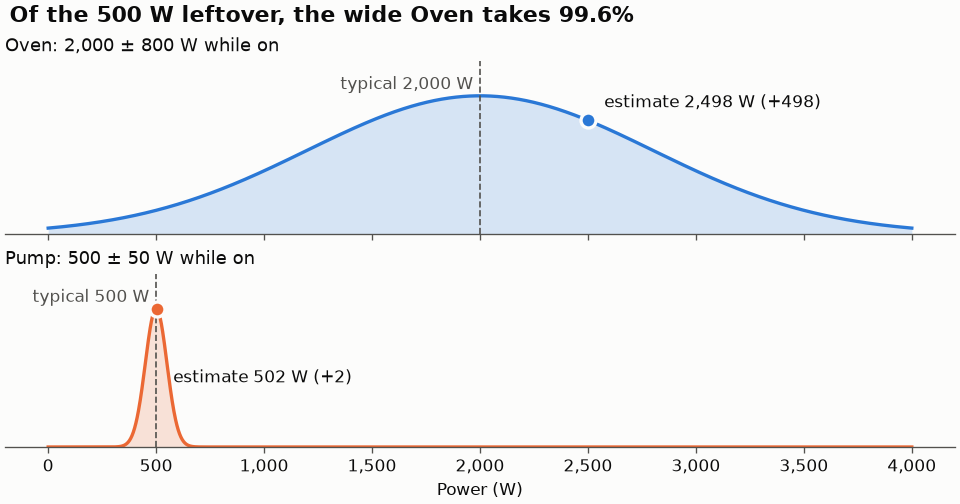 Of the 500 W leftover, the wide Oven takes 99.6%
Oven: 2,000 ± 800 W while on
typical 2,000 W
estimate 2,498 W (+498)
Pump: 500 ± 50 W while on
typical 500 W
estimate 502 W (+2)
0 500 1,000 1,500 2,000 2,500 3,000 3,500 4,000
Power (W)